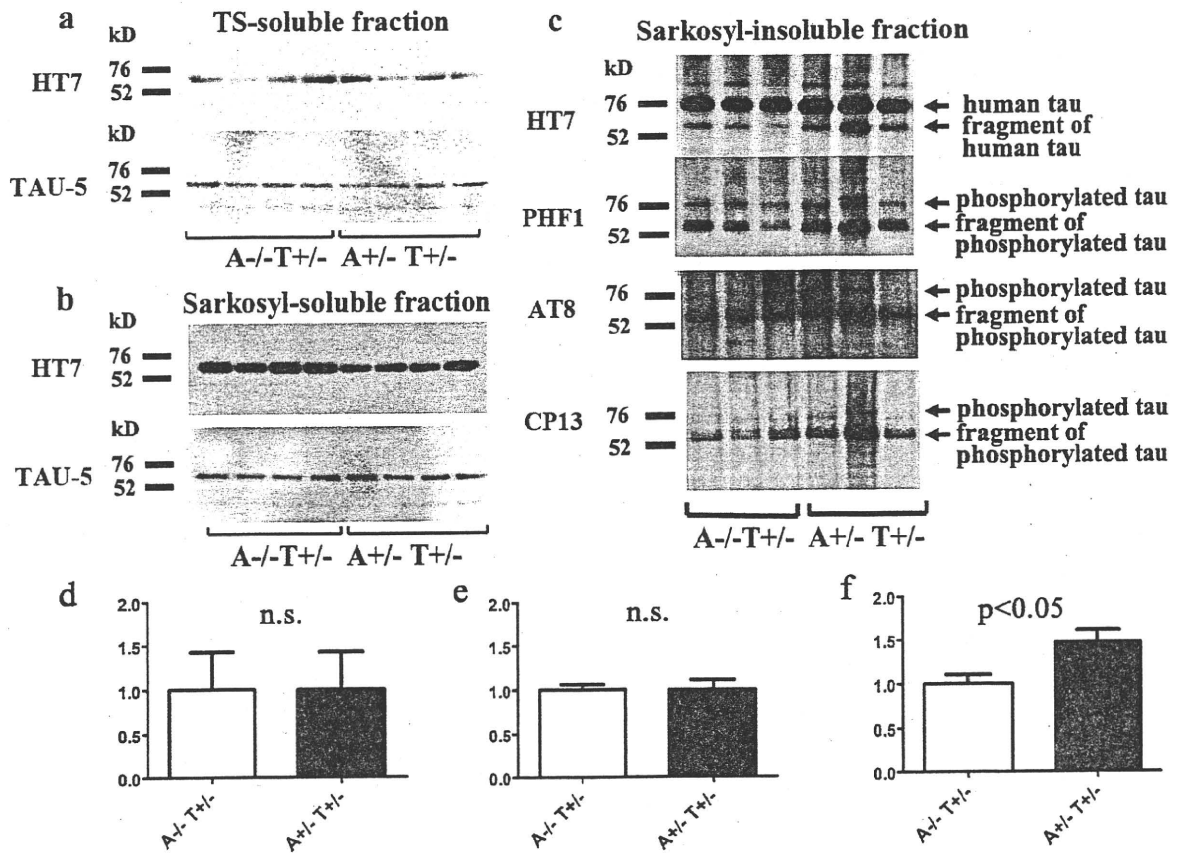 a
TS-soluble fraction
kD
HT7
76
52
kD
TAU-5
76
52
A-/-T+/- A+/- T+/-
b
Sarkosyl-soluble fraction
kD
HT7
76
52
kD
TAU-5
76
52
A-/-T+/- A+/- T+/-
c
Sarkosyl-insoluble fraction
kD
HT7
76
52
human tau
fragment of
human tau
PHF1
76
52
phosphorylated tau
fragment of
phosphorylated tau
AT8
76
52
phosphorylated tau
fragment of
phosphorylated tau
CP13
76
52
phosphorylated tau
fragment of
phosphorylated tau
A-/-T+/- A+/- T+/-
d
n.s.
2.0
1.5
1.0
0.5
0.0
A-/- T+/-
A+/- T+/-
e
n.s.
2.0
1.5
1.0
0.5
0.0
A-/- T+/-
A+/- T+/-
f
p<0.05
2.0
1.5
1.0
0.5
0.0
A-/- T+/-
A+/- T+/-